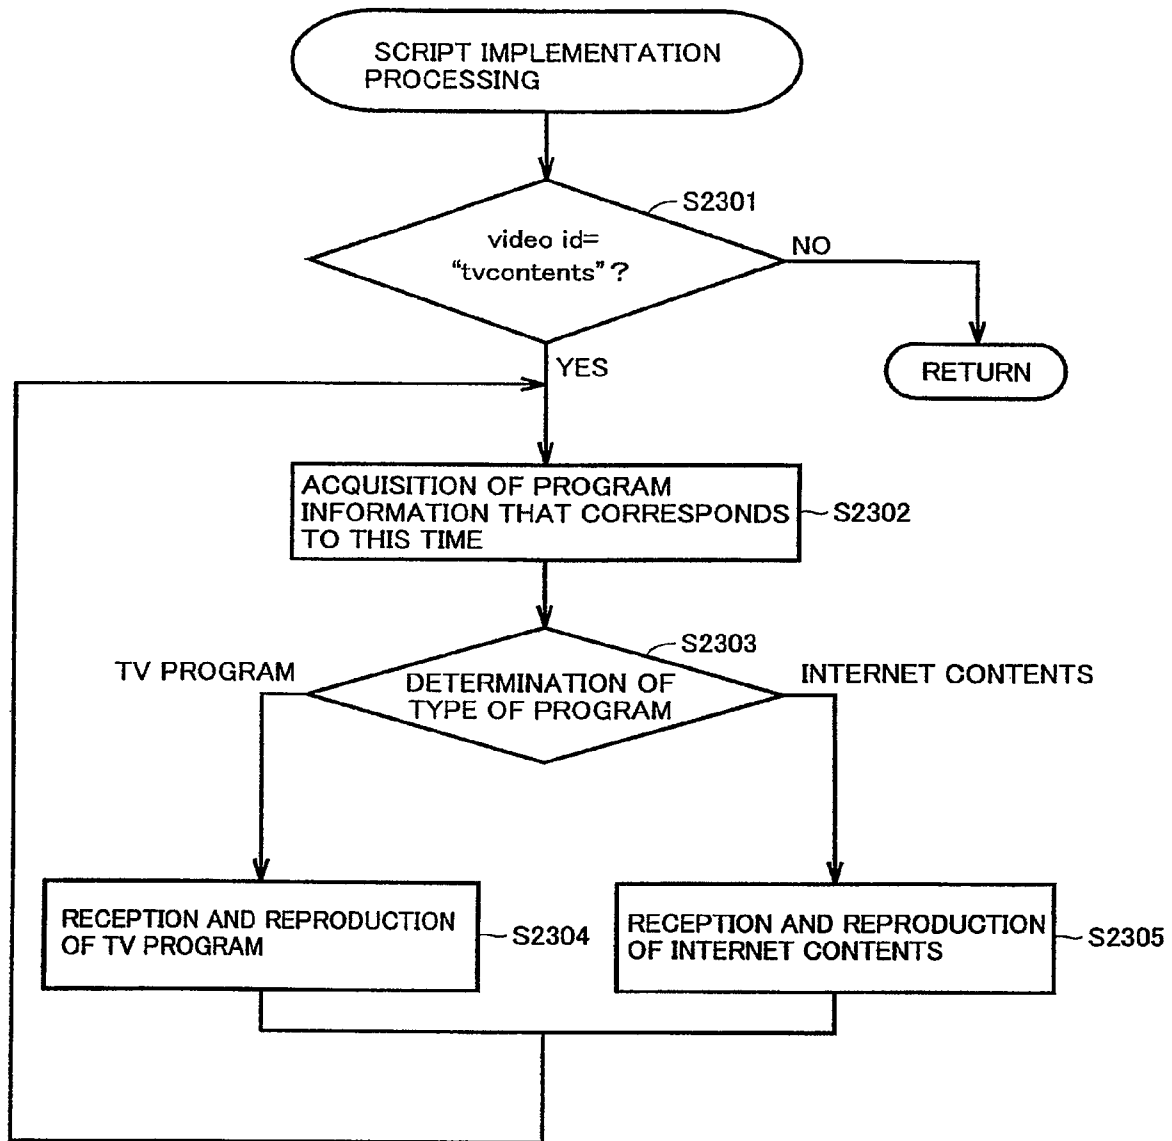 SCRIPT IMPLEMENTATION
PROCESSING
S2301
video id=
“tvcontents”?
NO
YES
RETURN
ACQUISITION OF PROGRAM
INFORMATION THAT CORRESPONDS
TO THIS TIME
S2302
S2303
TV PROGRAM
INTERNET CONTENTS
DETERMINATION OF
TYPE OF PROGRAM
RECEPTION AND REPRODUCTION
OF TV PROGRAM
S2304
RECEPTION AND REPRODUCTION
OF INTERNET CONTENTS
S2305